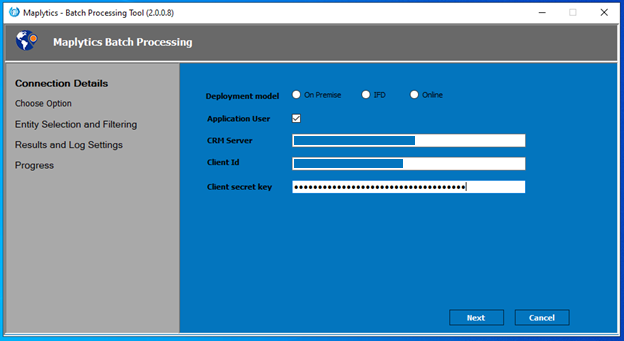 Maplytics - Batch Processing Tool (2.0.0.8)
Maplytics Batch Processing
Connection Details
Choose Option
Entity Selection and Filtering
Results and Log Settings
Progress
Deployment model On Premise IFD Online
Application User
CRM Server
Client Id
Client secret key ●●●●●●●●●●●●●●●●●●●●●●●●●●●●●●●●●●●●●
Next Cancel